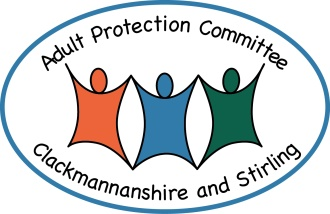 Adult Protection Committee
Clackmannanshire and Stirling